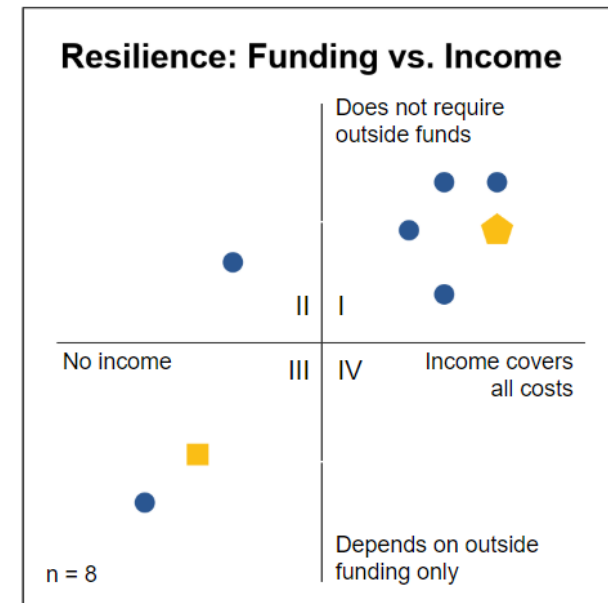 Resilience: Funding vs. Income
Does not require
outside funds
II
I
No income
III
IV
Income covers
all costs
Depends on outside
funding only
n = 8